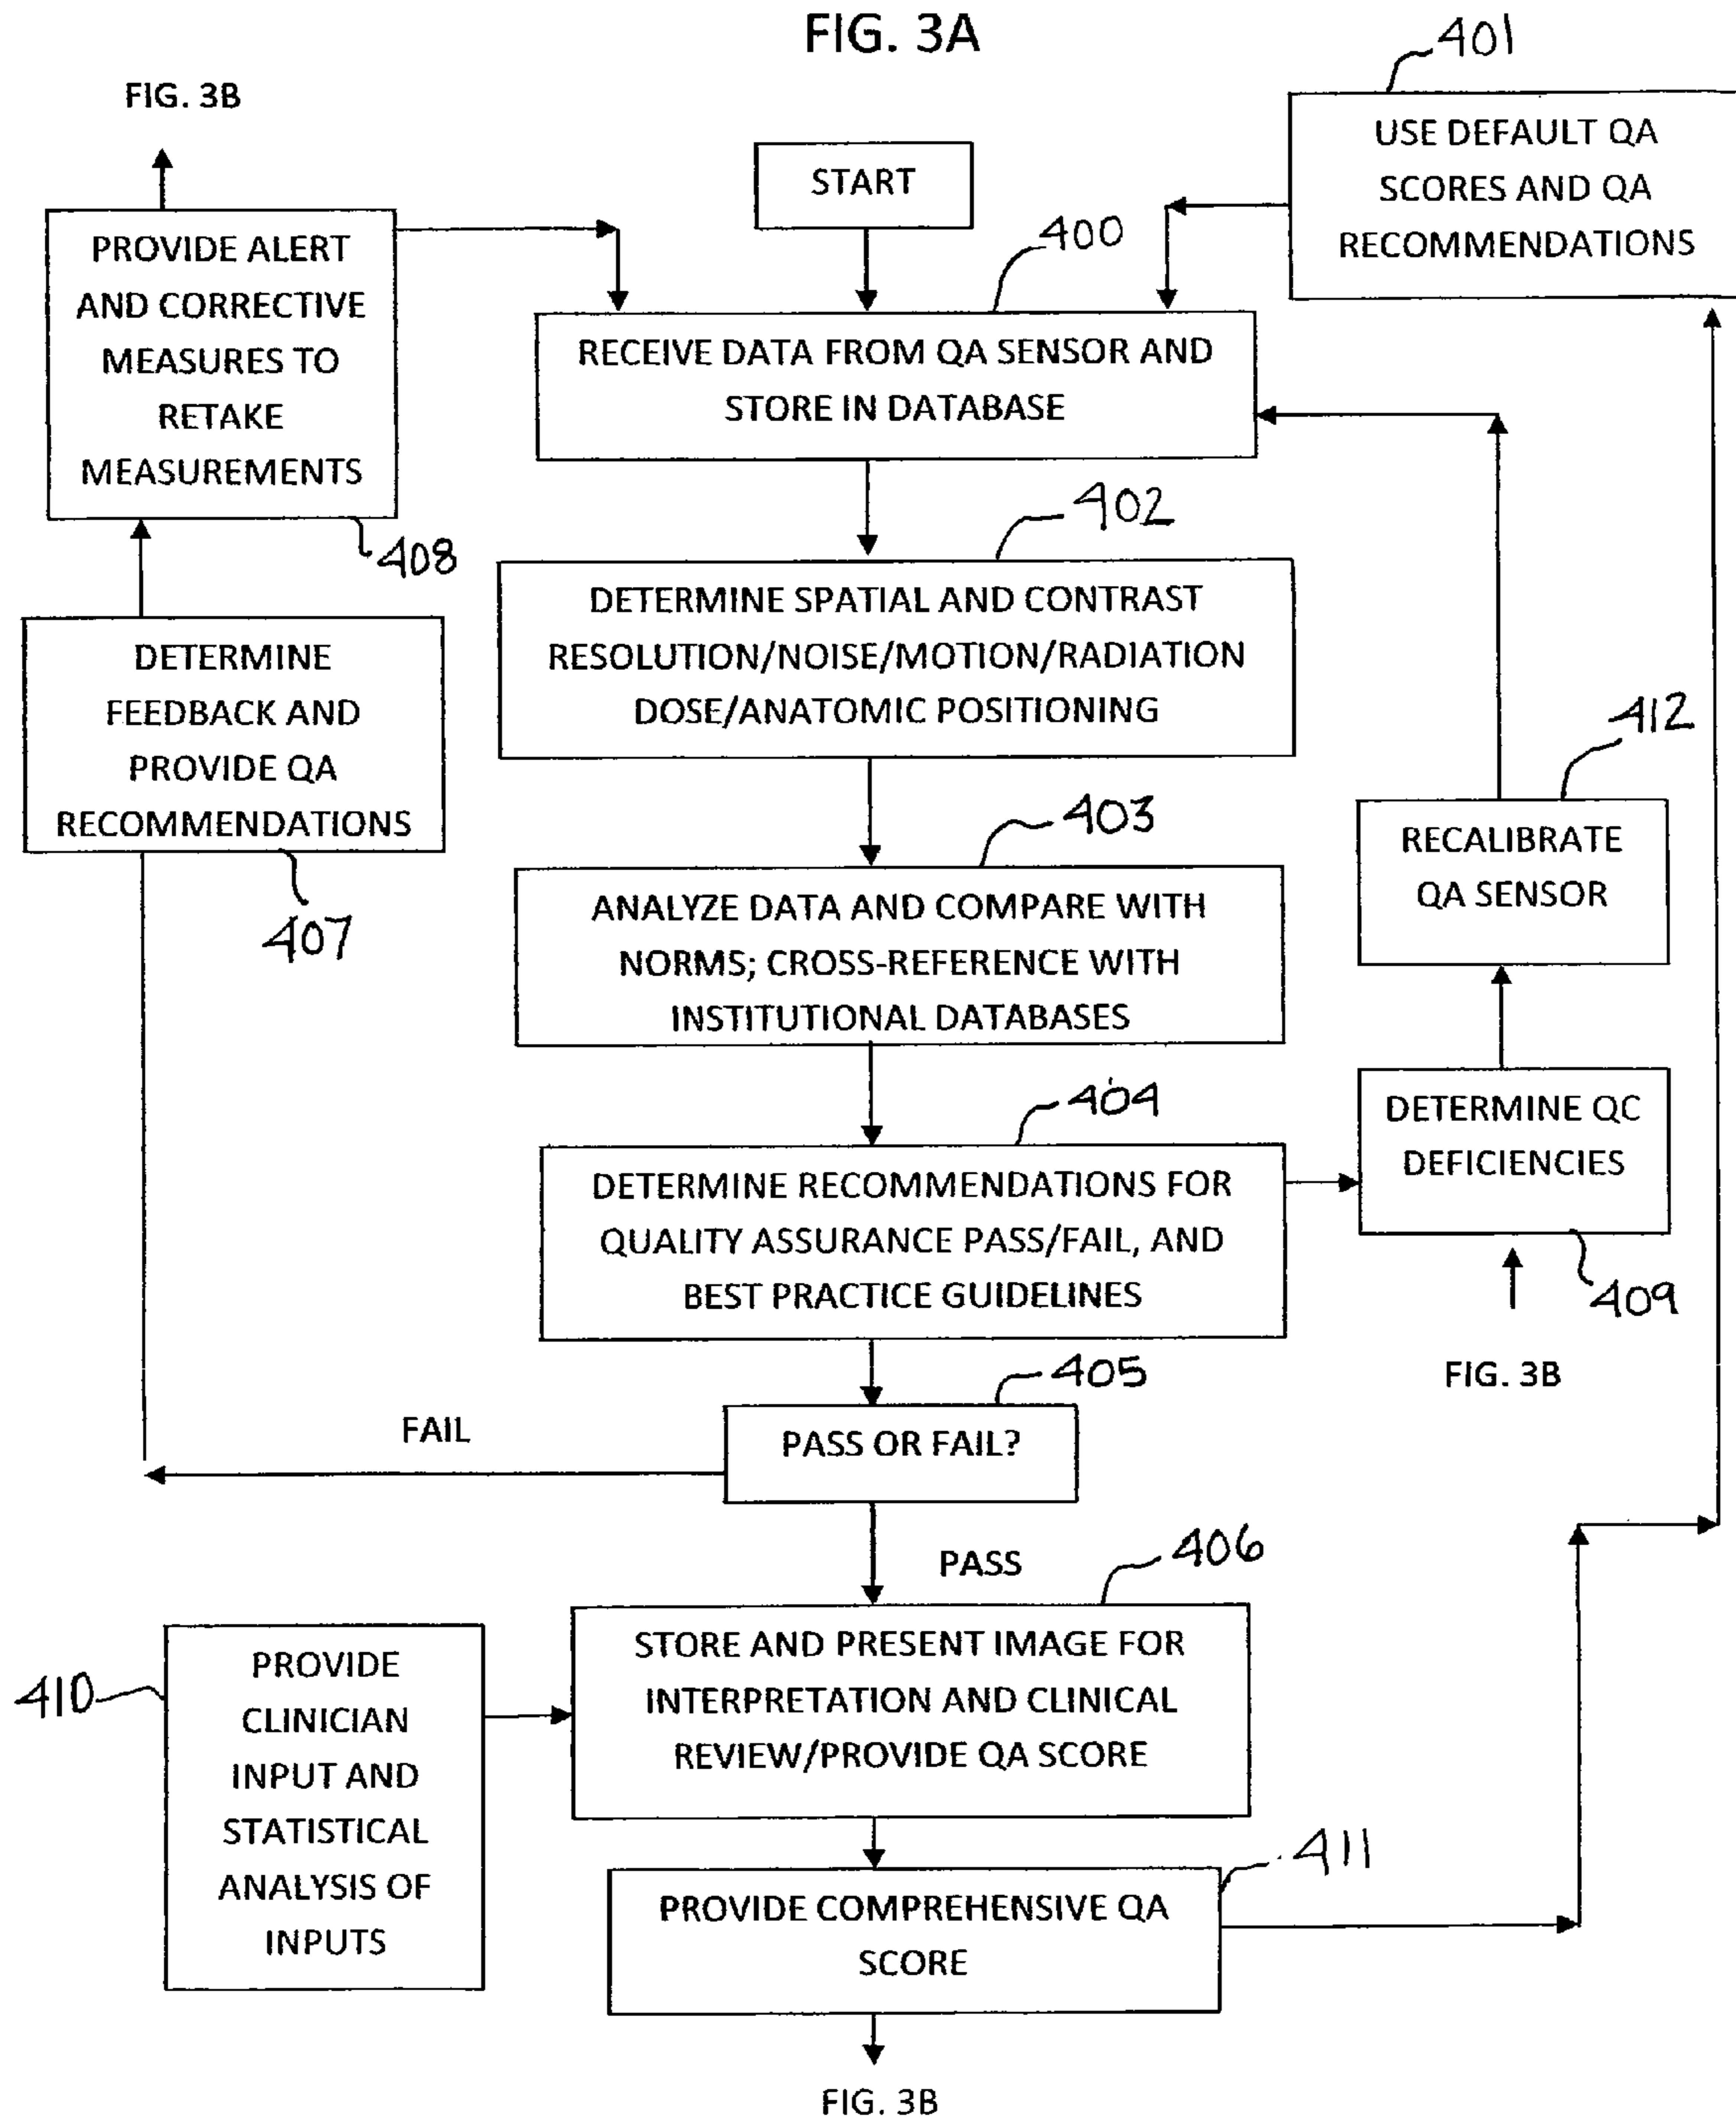 FIG. 3A
401
FIG. 3B
USE DEFAULT QA
SCORES AND QA
RECOMMENDATIONS
START
400
PROVIDE ALERT
AND CORRECTIVE
MEASURES TO
RETAKE
MEASUREMENTS
408
RECEIVE DATA FROM QA SENSOR AND
STORE IN DATABASE
402
DETERMINE SPATIAL AND CONTRAST
RESOLUTION/NOISE/MOTION/RADIATION
DOSE/ANATOMIC POSITIONING
DETERMINE
FEEDBACK AND
PROVIDE QA
RECOMMENDATIONS
407
412
RECALIBRATE
QA SENSOR
403
ANALYZE DATA AND COMPARE WITH
NORMS; CROSS-REFERENCE WITH
INSTITUTIONAL DATABASES
404
DETERMINE RECOMMENDATIONS FOR
QUALITY ASSURANCE PASS/FAIL, AND
BEST PRACTICE GUIDELINES
DETERMINE QC
DEFICIENCIES
409
FIG. 3B
405
PASS OR FAIL?
FAIL
PASS
406
STORE AND PRESENT IMAGE FOR
INTERPRETATION AND CLINICAL
REVIEW/PROVIDE QA SCORE
410
PROVIDE
CLINICIAN
INPUT AND
STATISTICAL
ANALYSIS OF
INPUTS
411
PROVIDE COMPREHENSIVE QA
SCORE
FIG. 3B